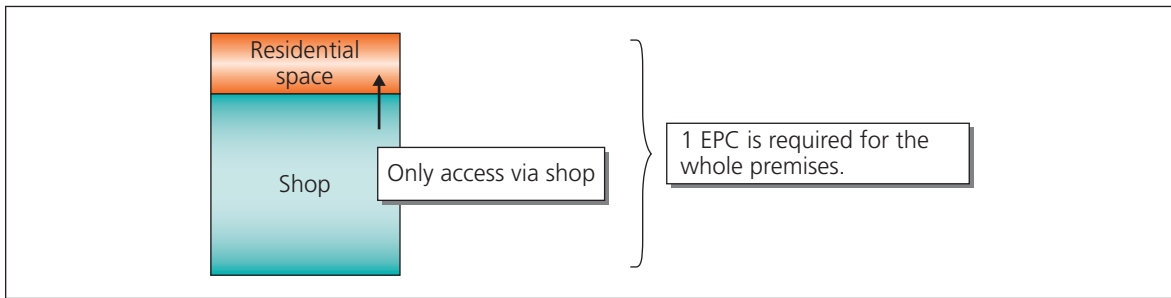 Residential
space
Shop
Only access via shop
1 EPC is required for the
whole premises.